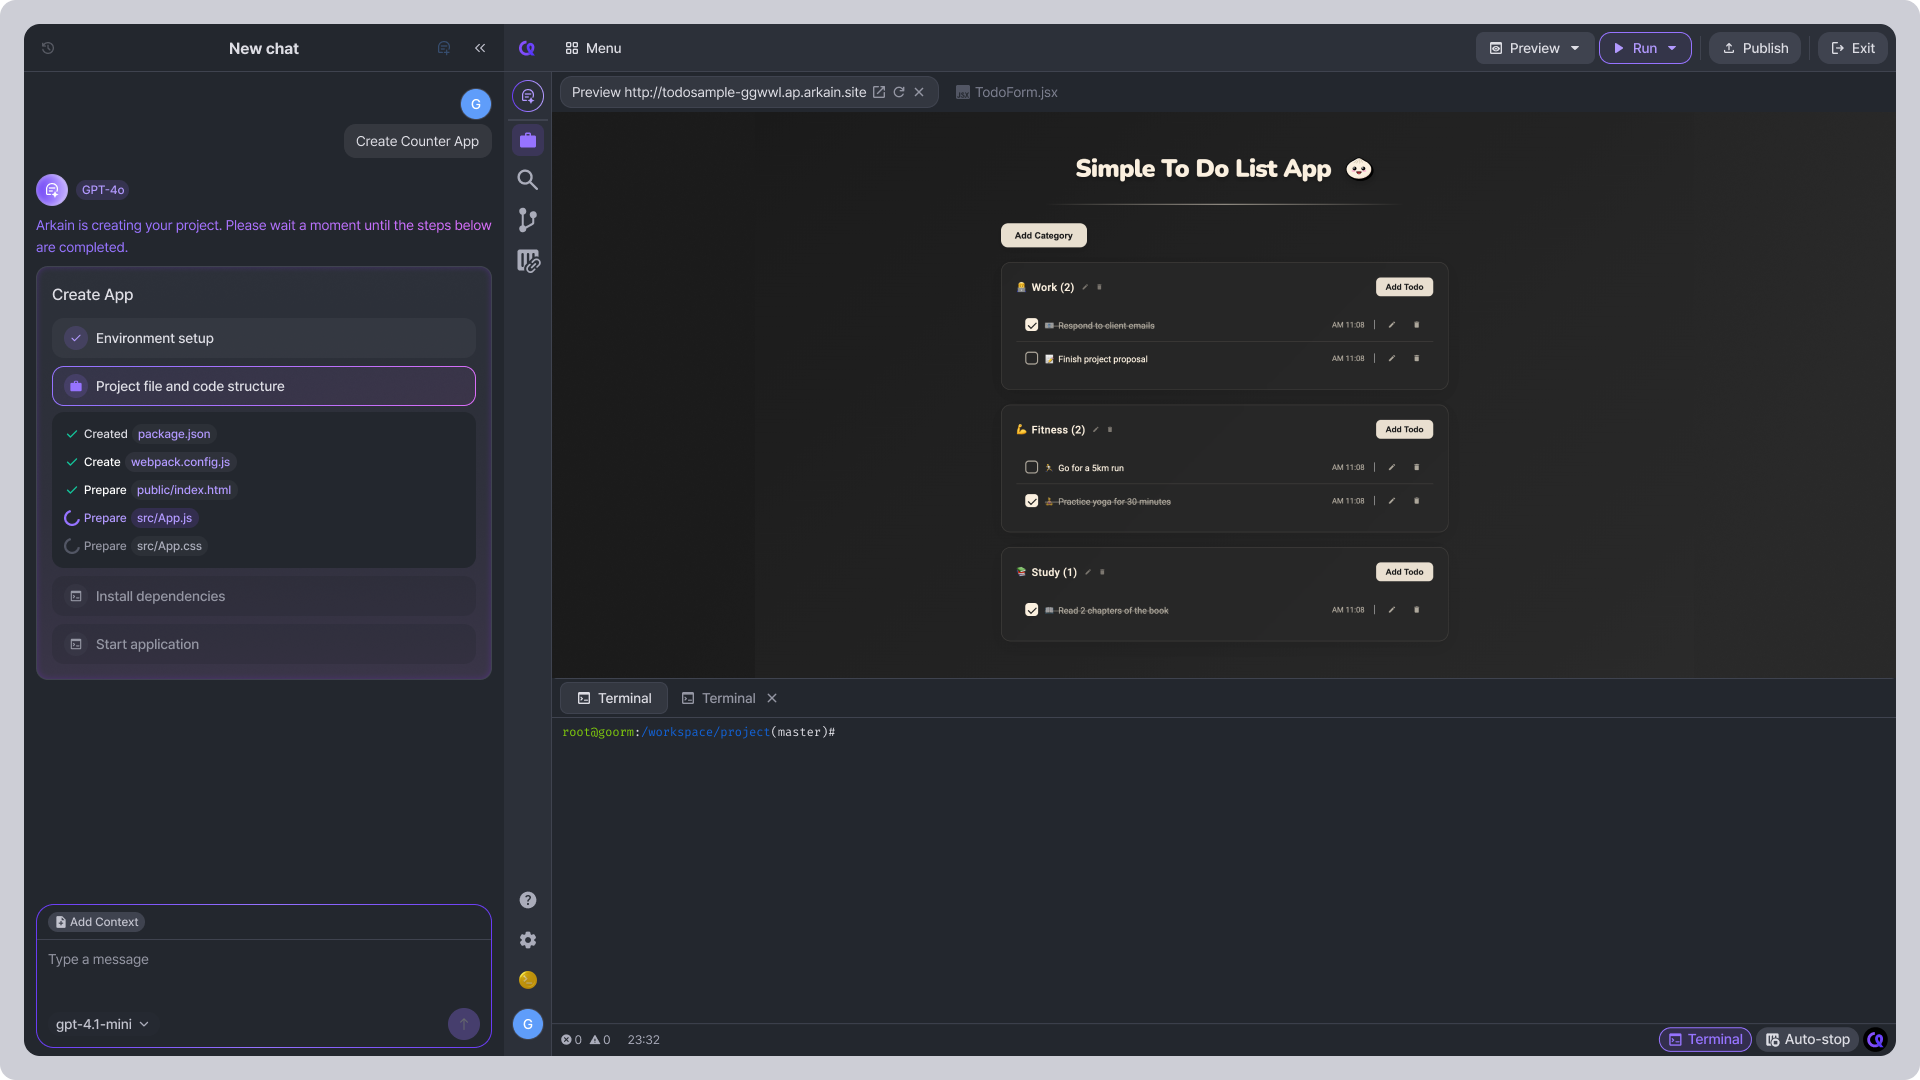 New chat
G
Create Counter App
GPT-4o
Arkain is creating your project. Please wait a moment until the steps below
are completed.
Create App
Environment setup
Project file and code structure
Created package.json
Create webpack.config.js
Prepare public/index.html
Prepare src/App.js
Prepare src/App.css
Install dependencies
Start application
Add Context
Type a message
gpt-4.1-mini
G
Menu
Preview
Run
Publish
Exit
Preview http://todosample-ggwwl.ap.arkain.site
JSX TodoForm.jsx
Simple To Do List App
Add Category
Work (2)
Add Todo
Respond to client emails
AM 11:08
Finish project proposal
AM 11:08
Fitness (2)
Add Todo
Go for a 5km run
AM 11:08
Practice yoga for 30 minutes
AM 11:08
Study (1)
Add Todo
Read 2 chapters of the book
AM 11:08
Terminal
Terminal
root@goorm:/workspace/project(master)#
0 0 23:32
Terminal
Auto-stop